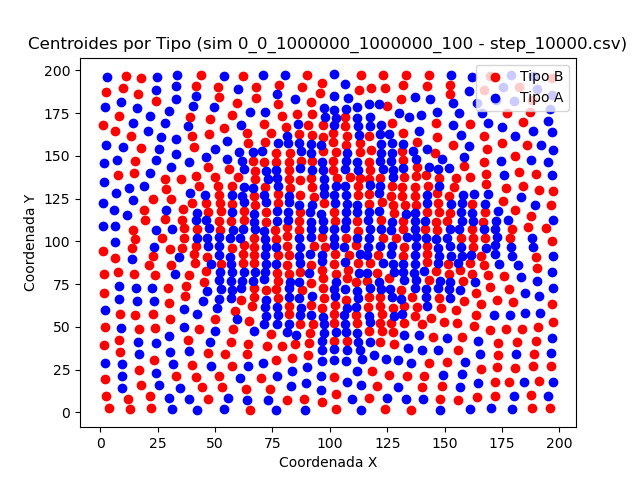 Centroides por Tipo (sim 0_0_1000000_1000000_100 - step_10000.csv)
Tipo B
Tipo A
Coordenada Y
200
175
150
125
100
75
50
25
0
0 25 50 75 100 125 150 175 200
Coordenada X